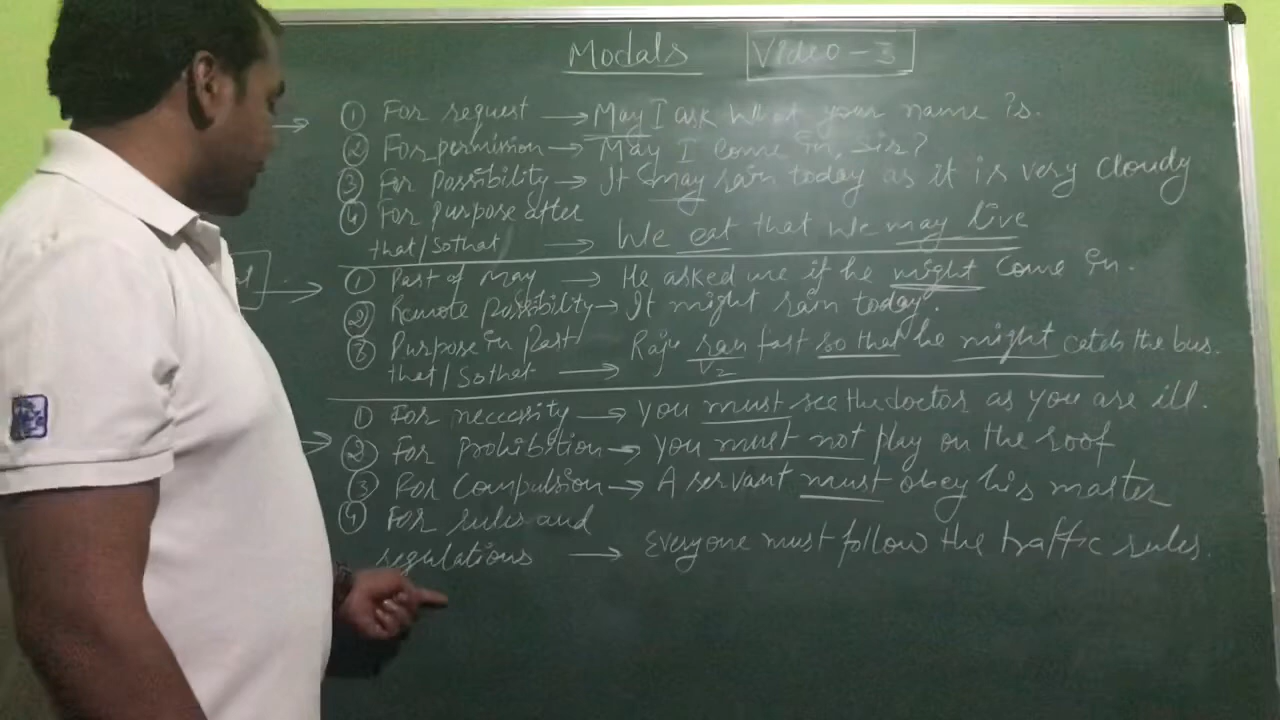 Modals Video - 3
① For request → May I ask What your name is.
② For permission → May I come in, sir?
③ For possibility → It may rain today as it is very cloudy
④ For purpose after
that/So that → We eat that we may live
① Past of may → He asked me if he might come in.
② Remote possibility → It might rain today.
③ Purpose in Past
that/So that → Raju ran fast so that he might catch the bus.
V2
① For necessity → you must see the doctor as you are ill.
② For prohibition → you must not play on the roof
③ For Compulsion → A servant must obey his master
④ For rules and
regulations → Everyone must follow the traffic rules.